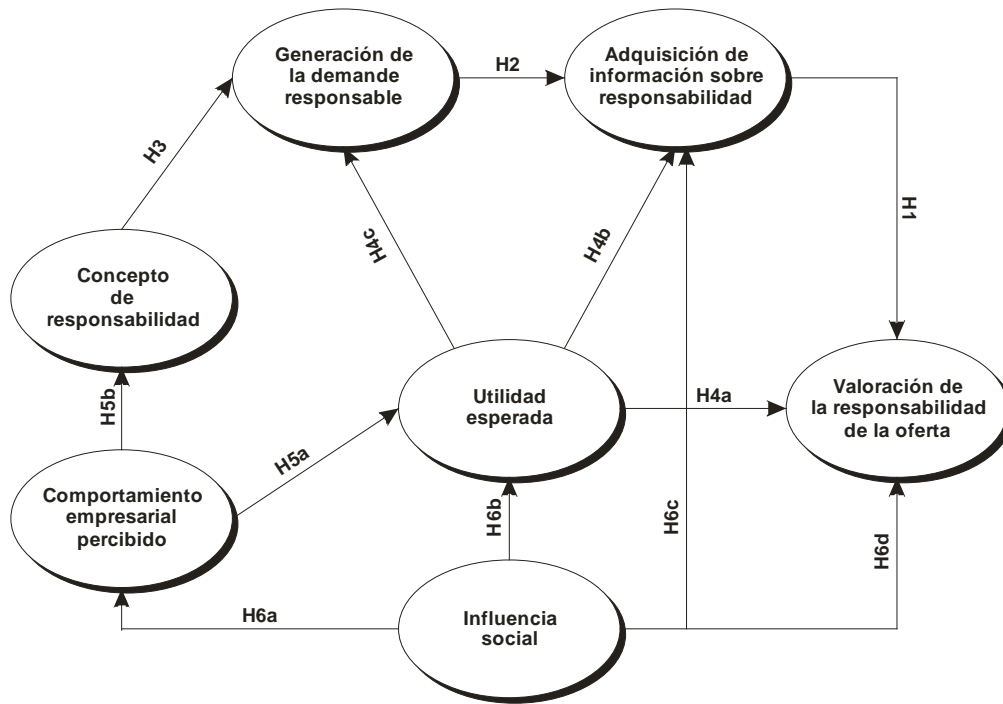 Generación de
la demande
responsable
H2
Adquisición de
información sobre
responsabilidad
H3
H4c
H4b
H1
Concepto
de
responsabilidad
Utilidad
esperada
H4a
Valoración de
la responsabilidad
de la oferta
H5b
H5a
Comportamiento
empresarial
percibido
H6b
H6c
H6d
H6a
Influencia
social